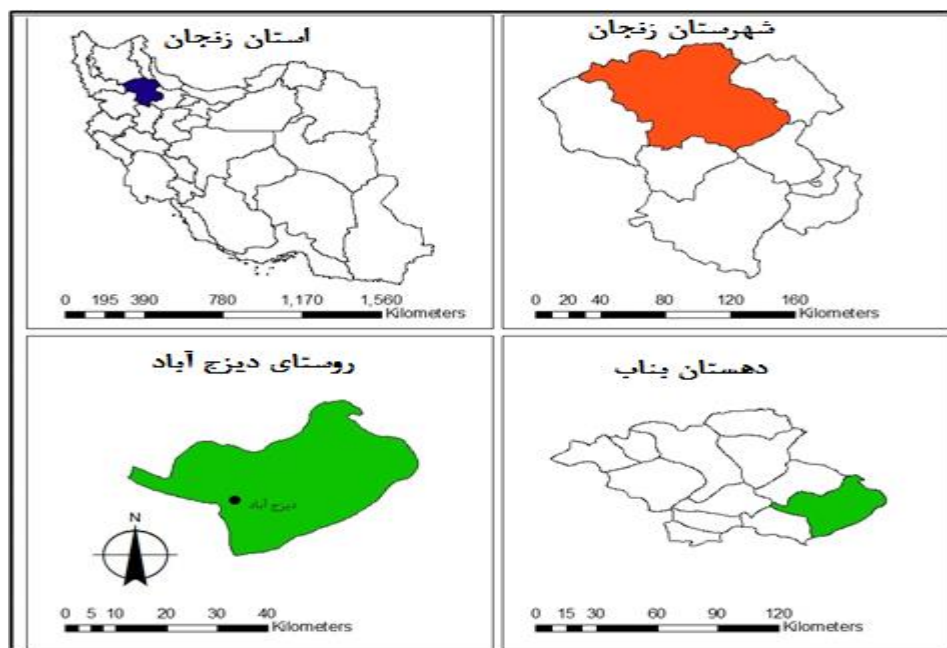 استان زنجان
0 195 390 780 1,170 1,560
Kilometers
شهرستان زنجان
0 20 40 80 120 160
Kilometers
روستای دیزج آباد
دیزج آباد
N
0 5 10 20 30 40
Kilometers
دهستان بناب
0 15 30 60 90 120
Kilometers